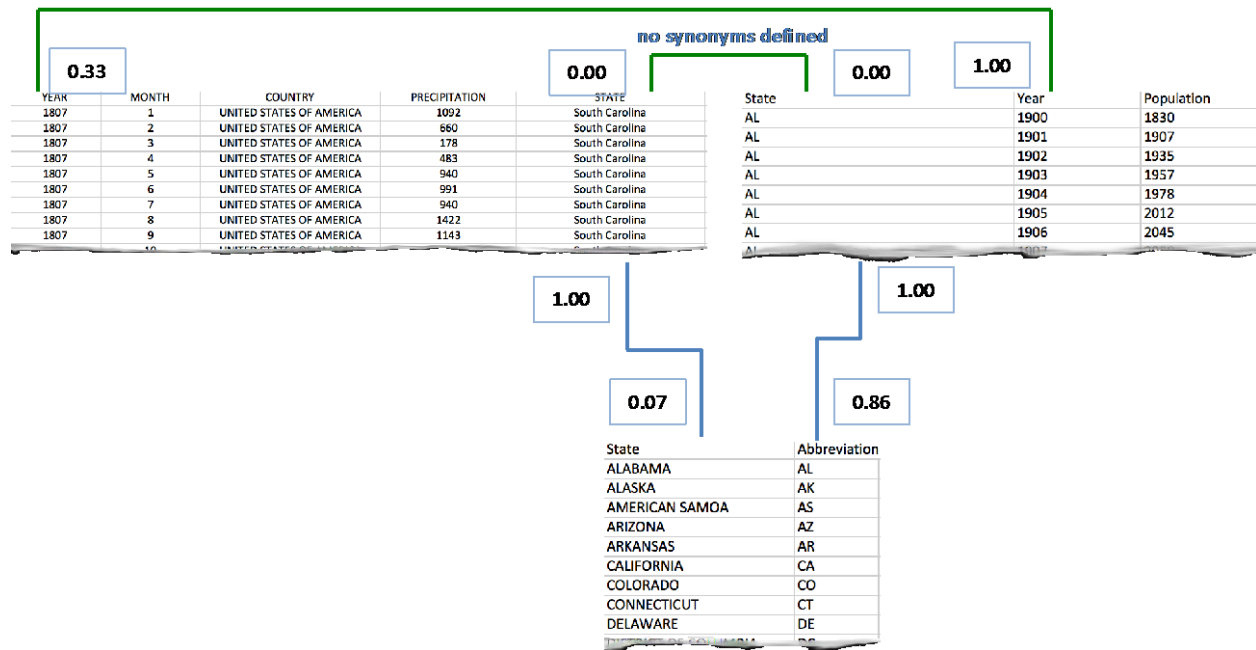 no synonyms defined
0.33
0.00
0.00
1.00
YEAR MONTH COUNTRY PRECIPITATION STATE
1807 1 UNITED STATES OF AMERICA 1092 South Carolina
1807 2 UNITED STATES OF AMERICA 660 South Carolina
1807 3 UNITED STATES OF AMERICA 178 South Carolina
1807 4 UNITED STATES OF AMERICA 483 South Carolina
1807 5 UNITED STATES OF AMERICA 940 South Carolina
1807 6 UNITED STATES OF AMERICA 991 South Carolina
1807 7 UNITED STATES OF AMERICA 940 South Carolina
1807 8 UNITED STATES OF AMERICA 1422 South Carolina
1807 9 UNITED STATES OF AMERICA 1143 South Carolina
State Year Population
AL 1900 1830
AL 1901 1907
AL 1902 1935
AL 1903 1957
AL 1904 1978
AL 1905 2012
AL 1906 2045
1.00
1.00
0.07
0.86
State Abbreviation
ALABAMA AL
ALASKA AK
AMERICAN SAMOA AS
ARIZONA AZ
ARKANSAS AR
CALIFORNIA CA
COLORADO CO
CONNECTICUT CT
DELAWARE DE